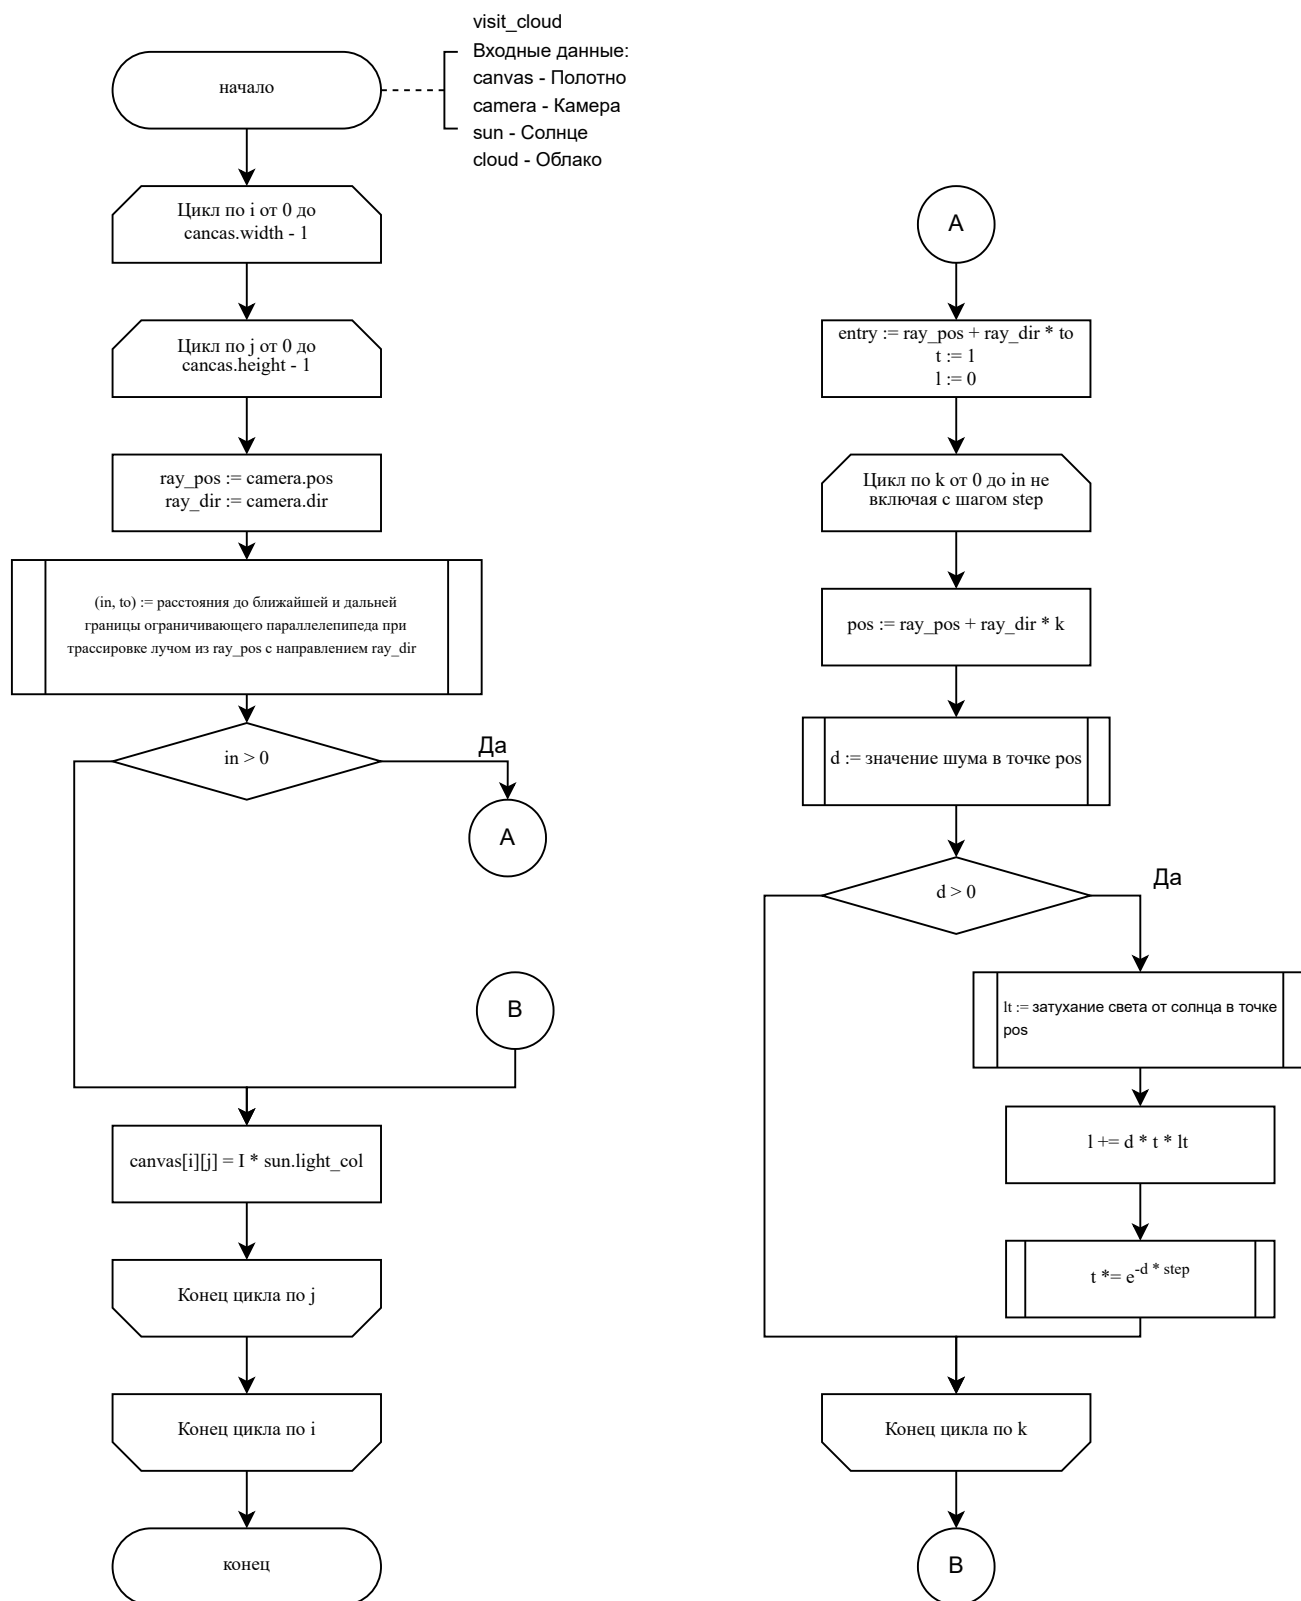 visit_cloud
Входные данные:
canvas - Полотно
camera - Камера
sun - Солнце
cloud - Облако
начало
Цикл по i от 0 до
cancas.width - 1
Цикл по j от 0 до
cancas.height - 1
ray_pos := camera.pos
ray_dir := camera.dir
(in, to) := расстояния до ближайшей и дальней
границы ограничивающего параллелепипеда при
трассировке лучом из ray_pos с направлением ray_dir
in > 0
Да
A
B
canvas[i][j] = I * sun.light_col
Конец цикла по j
Конец цикла по i
конец
A
entry := ray_pos + ray_dir * to
t := 1
l := 0
Цикл по k от 0 до in не
включая с шагом step
pos := ray_pos + ray_dir * k
d := значение шума в точке pos
d > 0
Да
lt := затухание света от солнца в точке
pos
l += d * t * lt
t *= e^-d * step
Конец цикла по k
B